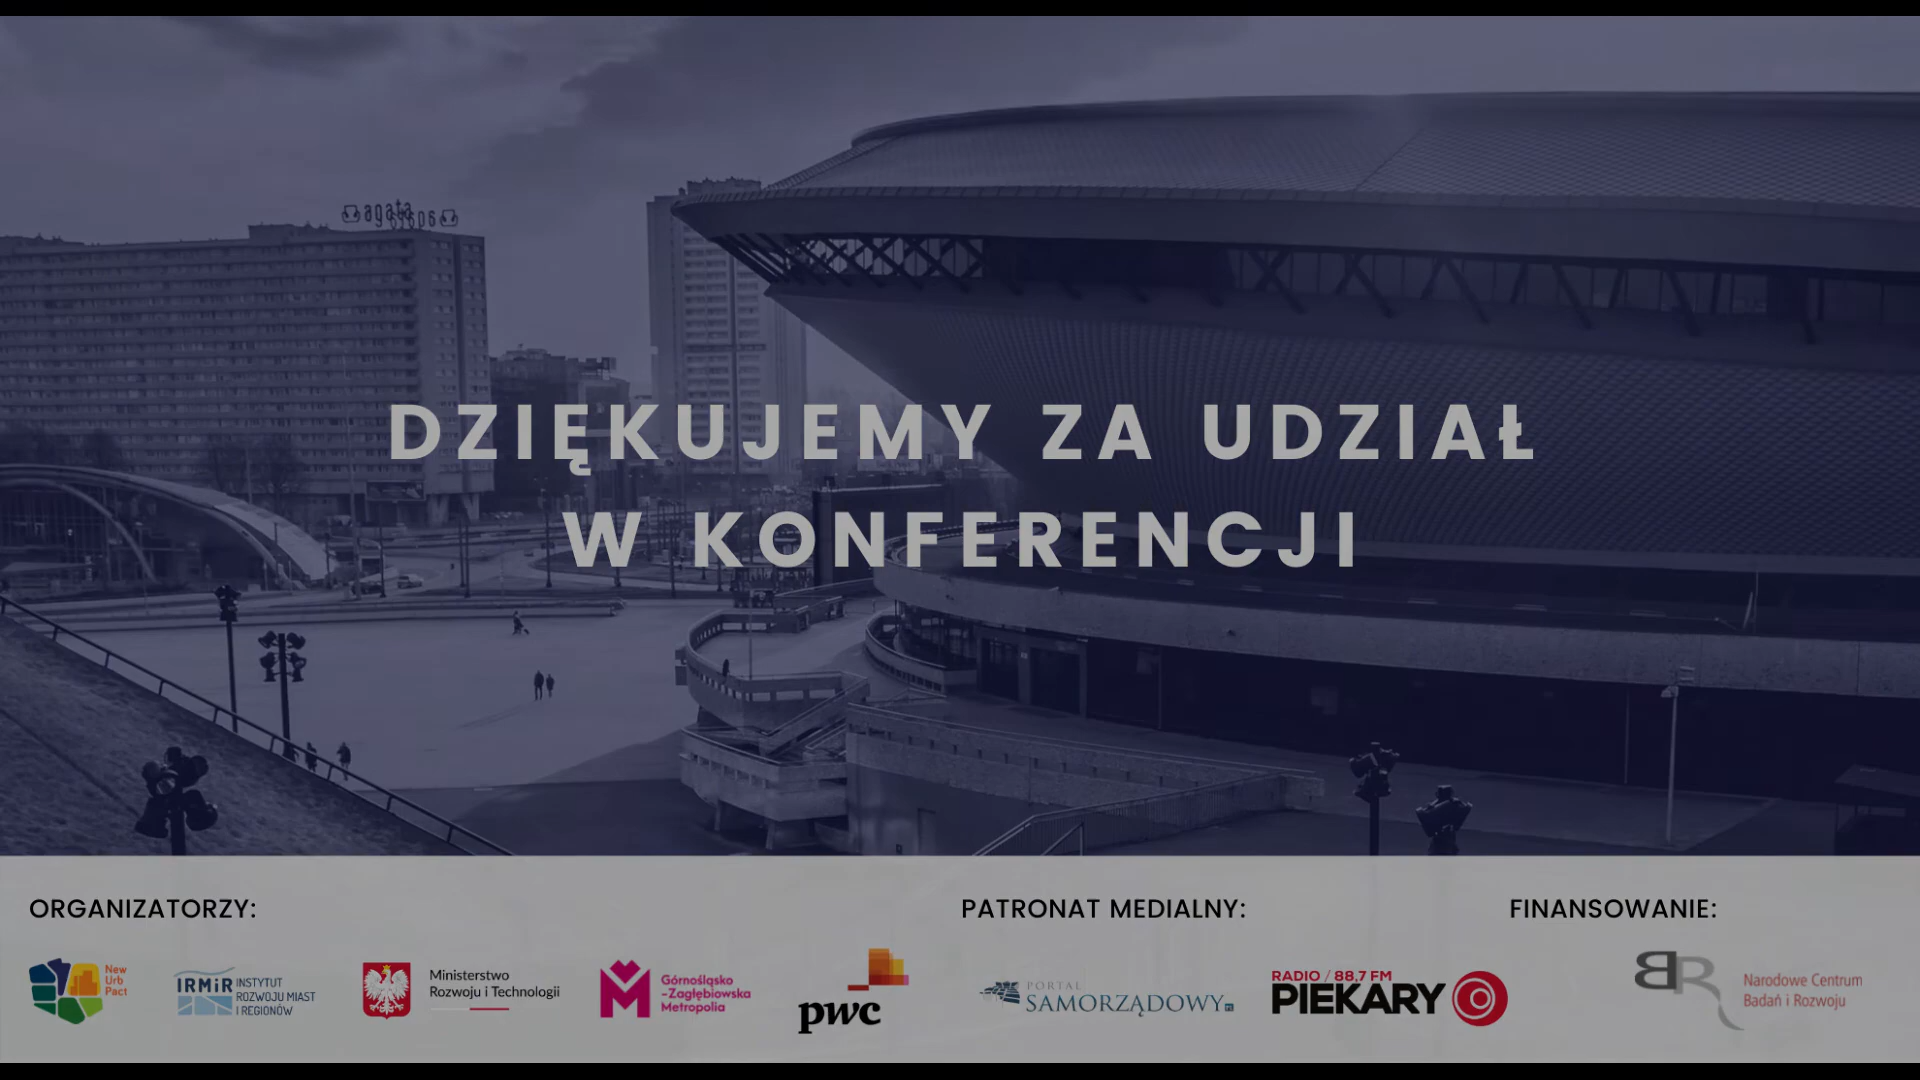 agata
DZIĘKUJEMY ZA UDZIAŁ
W KONFERENCJI
ORGANIZATORZY:
PATRONAT MEDIALNY:
FINANSOWANIE:
New
Urb
Pact
IRMiR INSTYTUT
ROZWOJU MIAST
I REGIONÓW
Ministerstwo
Rozwoju i Technologii
Górnośląsko
-Zagłębiowska
Metropolia
pwc
PORTAL
SAMORZĄDOWY
RADIO / 88.7 FM
PIEKARY
BR
Narodowe Centrum
Badań i Rozwoju